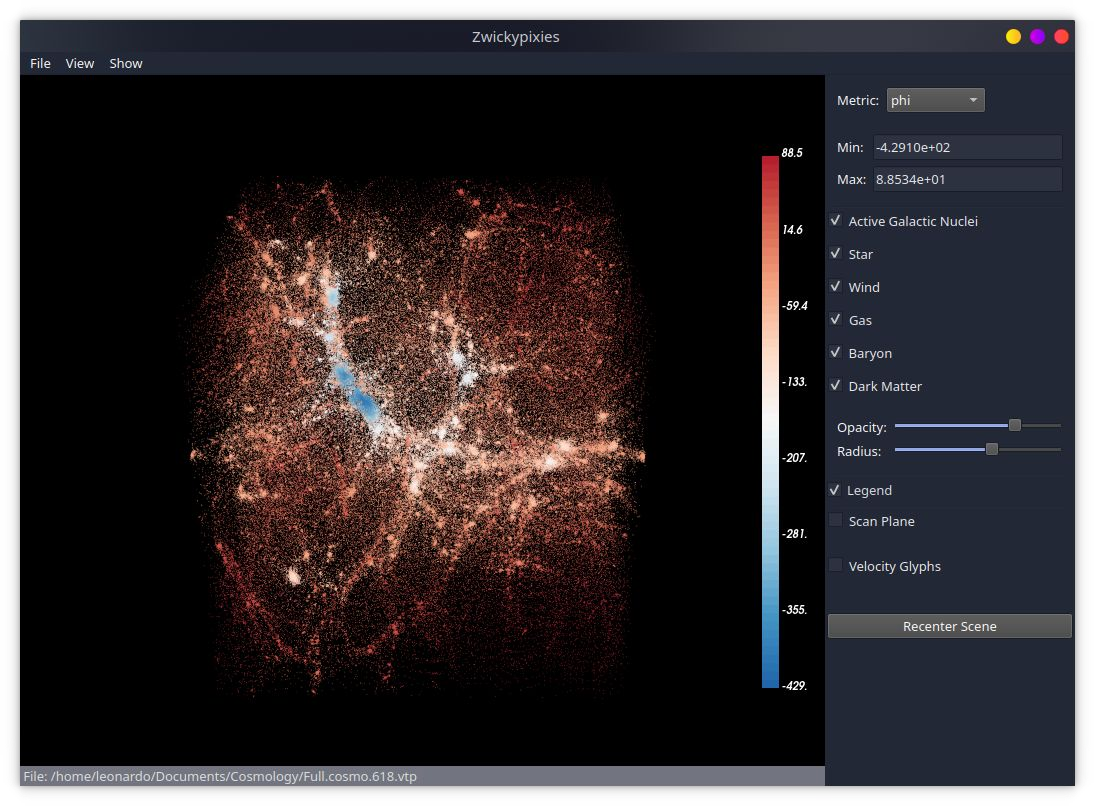 Zwickypixies
File View Show
Metric: phi
Min: -4.2910e+02
Max: 8.8534e+01
88.5
14.6
-59.4
-133.
-207.
-281.
-355.
-429.
Active Galactic Nuclei
Star
Wind
Gas
Baryon
Dark Matter
Opacity:
Radius:
Legend
Scan Plane
Velocity Glyphs
Recenter Scene
File: /home/leonardo/Documents/Cosmology/Full.cosmo.618.vtp